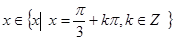 x ∈ {x| x = π/3 + kπ, k ∈ Z}